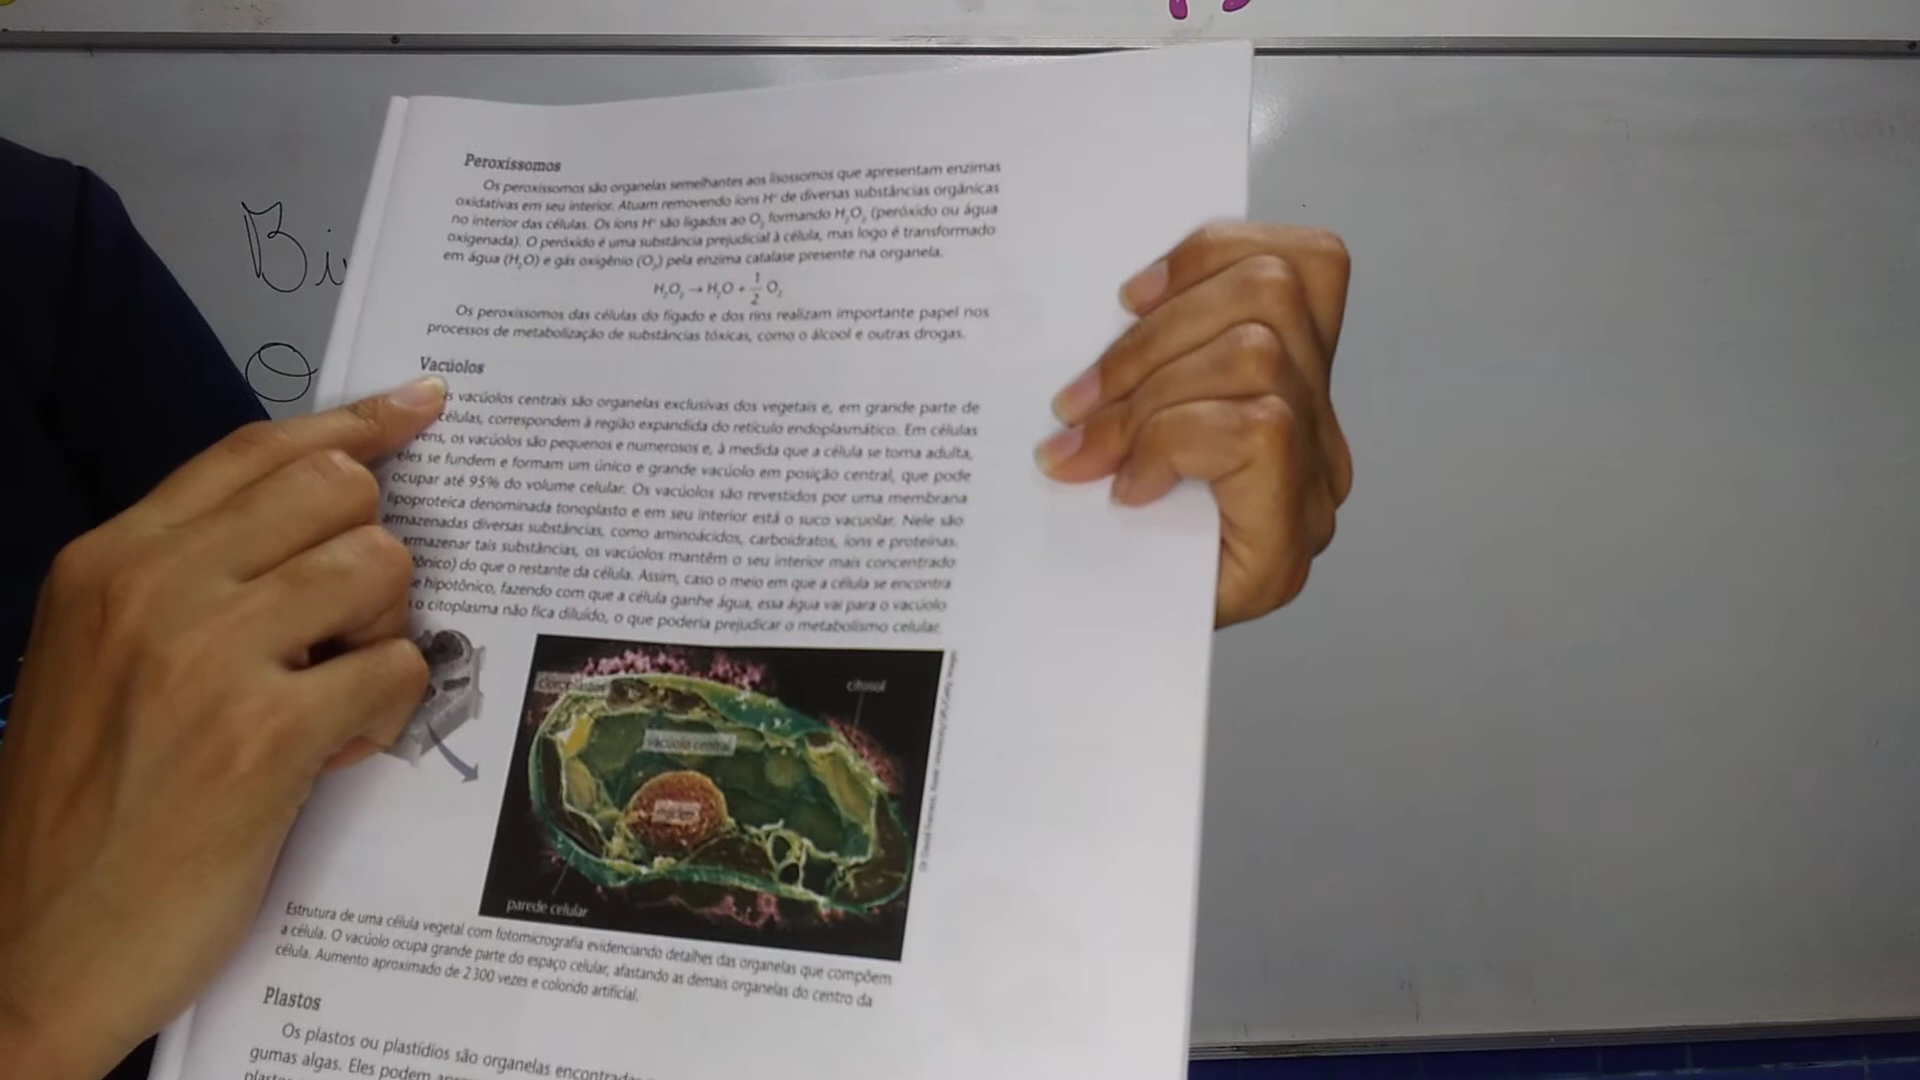 Bi
O
Peroxissomos
Os peroxissomos são organelas semelhantes aos lisossomos que apresentam enzimas
oxidativas em seu interior. Atuam removendo íons H⁺ de diversas substâncias orgânicas
no interior das células. Os íons H⁺ são ligados ao O₂ formando H₂O₂ (peróxido ou água
oxigenada). O peróxido é uma substância prejudicial à célula, mas logo é transformado
em água (H₂O) e gás oxigênio (O₂) pela enzima catalase presente na organela.
H₂O₂ → H₂O + 1/2 O₂
Os peroxissomos das células do fígado e dos rins realizam importante papel nos
processos de metabolização de substâncias tóxicas, como o álcool e outras drogas.
Vacúolos
s vacúolos centrais são organelas exclusivas dos vegetais e, em grande parte de
células, correspondem à região expandida do retículo endoplasmático. Em células
vens, os vacúolos são pequenos e numerosos e, à medida que a célula se torna adulta,
eles se fundem e formam um único e grande vacúolo em posição central, que pode
ocupar até 95% do volume celular. Os vacúolos são revestidos por uma membrana
lipoproteica denominada tonoplasto e em seu interior está o suco vacuolar. Nele são
armazenadas diversas substâncias, como aminoácidos, carboidratos, íons e proteínas.
armazenar tais substâncias, os vacúolos mantêm o seu interior mais concentrado
tônico) do que o restante da célula. Assim, caso o meio em que a célula se encontra
e hipotônico, fazendo com que a célula ganhe água, essa água vai para o vacúolo
o citoplasma não fica diluído, o que poderia prejudicar o metabolismo celular.
cloroplastos
citosol
vacúolo central
núcleo
parede celular
Estrutura de uma célula vegetal com fotomicrografia evidenciando detalhes das organelas que compõem
a célula. O vacúolo ocupa grande parte do espaço celular, afastando as demais organelas do centro da
célula. Aumento aproximado de 2300 vezes e colorido artificial.
Plastos
Os plastos ou plastídios são organelas encontradas
gumas algas. Eles podem